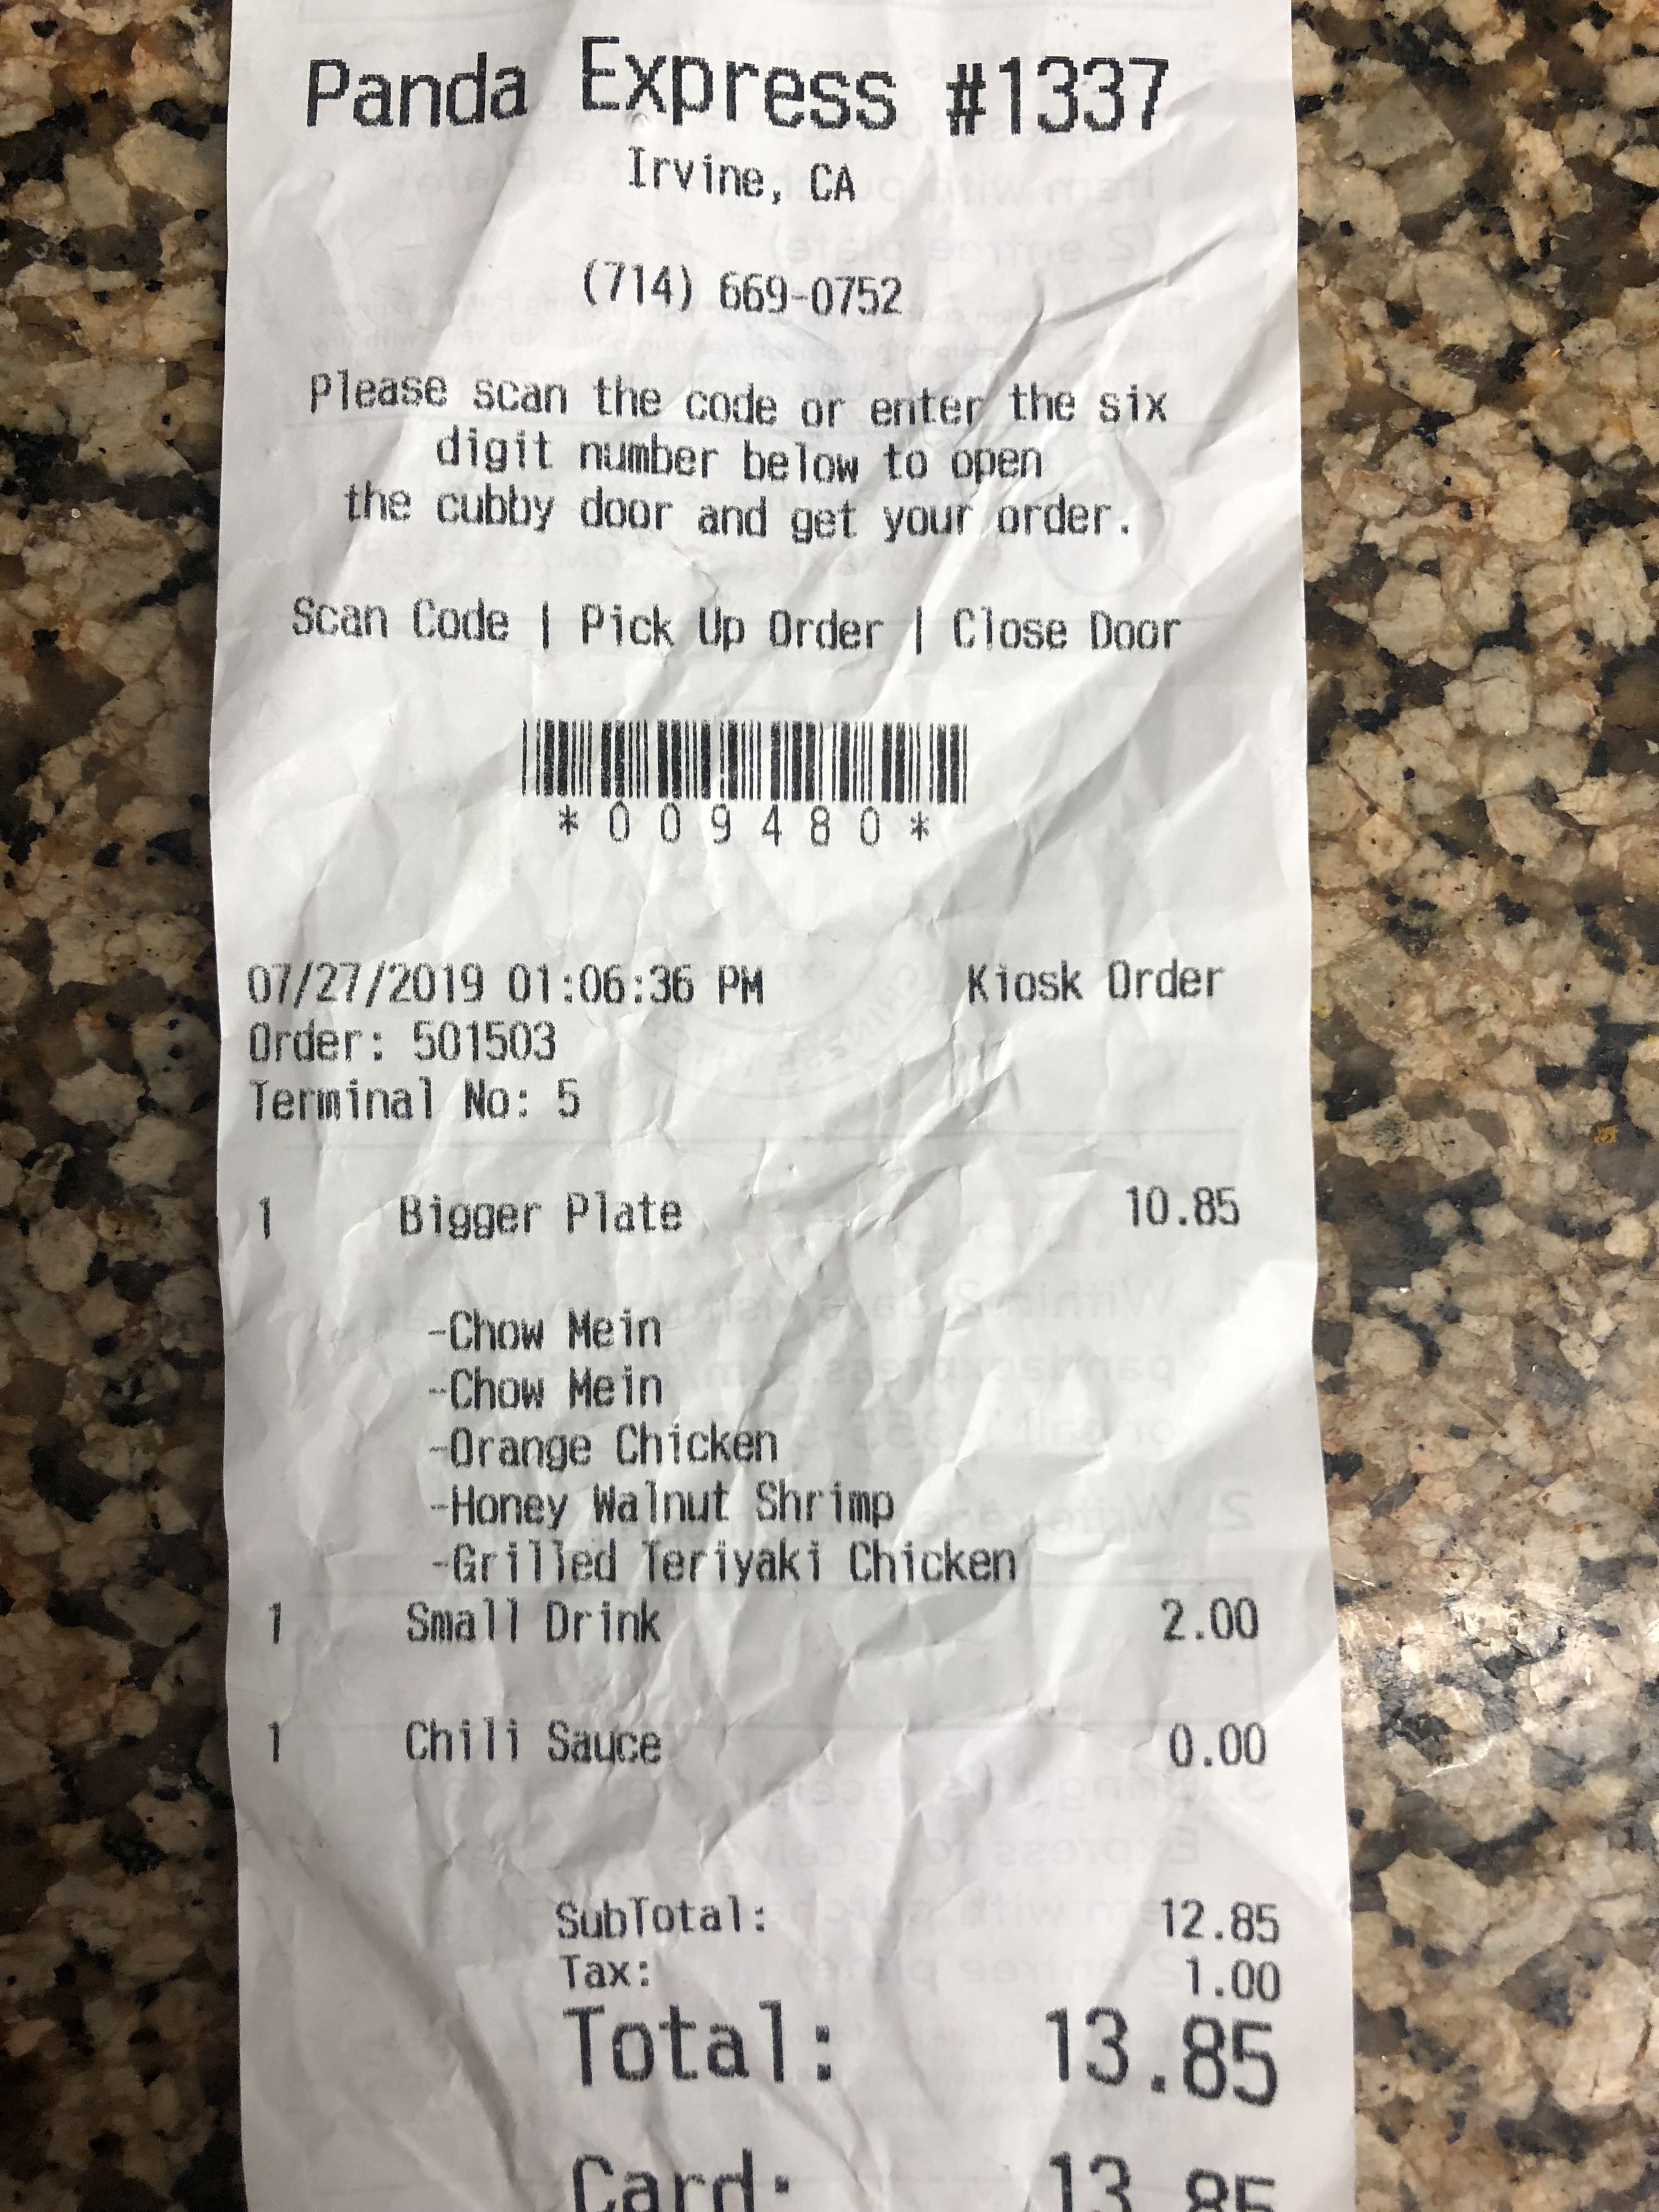 Panda Express #1337
Irvine, CA
(714) 669-0752
Please scan the code or enter the six
digit number below to open
the cubby door and get your order.
Scan Code | Pick Up Order | Close Door
*009480*
07/27/2019 01:06:36 PM Kiosk Order
Order: 501503
Terminal No: 5
1 Bigger Plate 10.85
-Chow Mein
-Chow Mein
-Orange Chicken
-Honey Walnut Shrimp
-Grilled Teriyaki Chicken
1 Small Drink 2.00
1 Chili Sauce 0.00
SubTotal: 12.85
Tax: 1.00
Total: 13.85
Card: 13.85